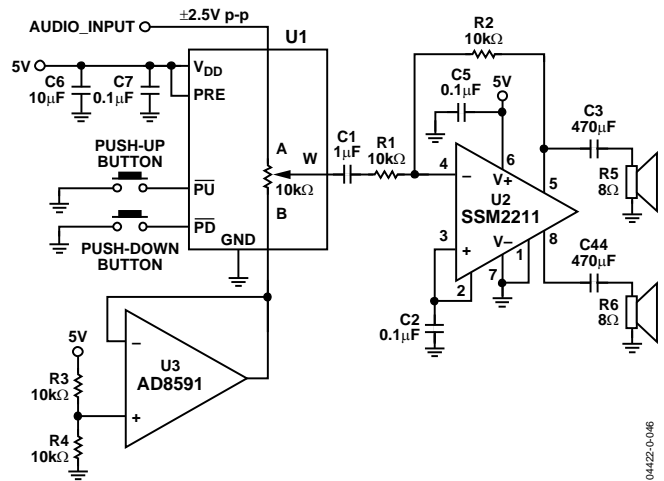 AUDIO_INPUT
±2.5V p-p
U1
5V
C6
10µF
C7
0.1µF
VDD
PRE
PUSH-UP
BUTTON
PU
PD
PUSH-DOWN
BUTTON
GND
A
W
10kΩ
B
C1
1µF
R1
10kΩ
R2
10kΩ
C5
0.1µF
5V
6
V+
4
–
U2
SSM2211
5
3
+
V–
8
2
7
1
C2
0.1µF
C3
470µF
R5
8Ω
C44
470µF
R6
8Ω
5V
R3
10kΩ
R4
10kΩ
–
U3
AD8591
+
04422-0-046